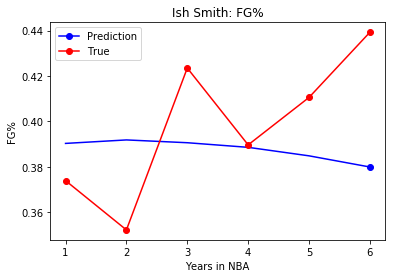 Ish Smith: FG%
Prediction
True
0.44
0.42
0.40
0.38
0.36
FG%
1 2 3 4 5 6
Years in NBA